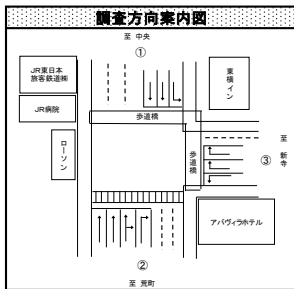 調査方向案内図
至 中央
①
JR東日本
旅客鉄道㈱
東横イン
JR病院
歩道橋
ローソン
歩道橋
至 新寺
③
アパヴィラホテル
②
至 荒町